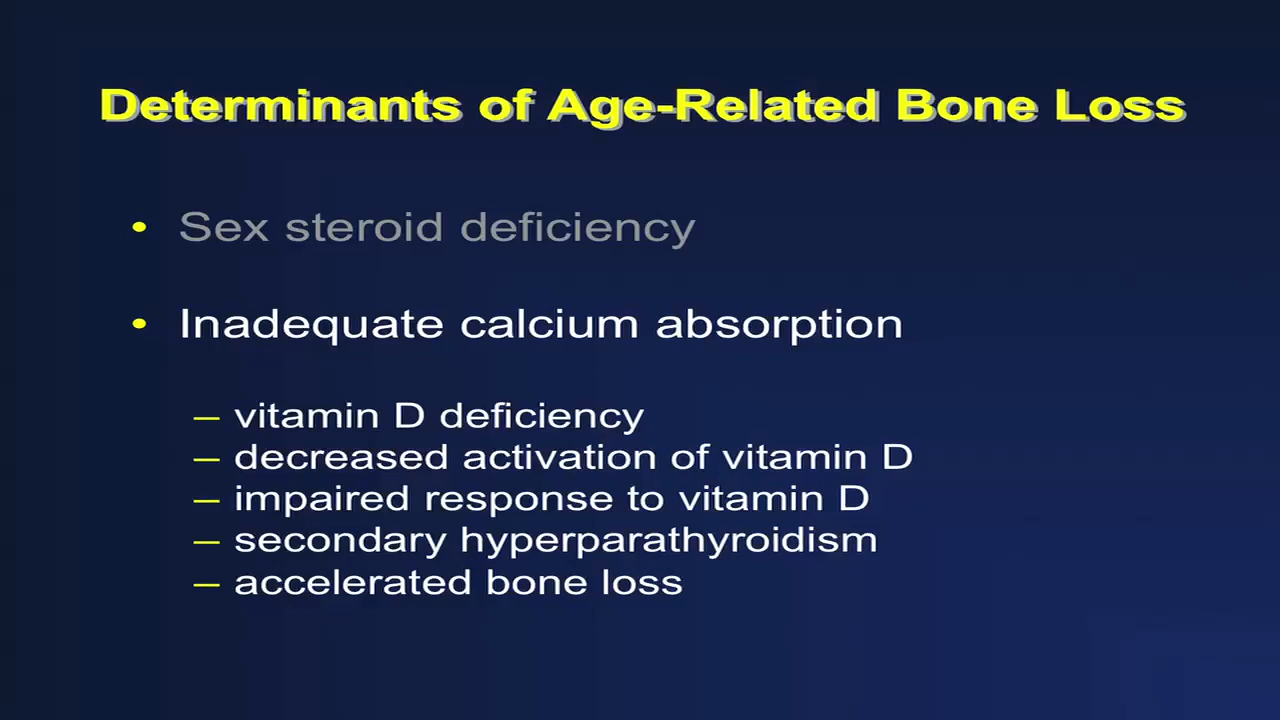 Determinants of Age-Related Bone Loss
• Sex steroid deficiency
• Inadequate calcium absorption
– vitamin D deficiency
– decreased activation of vitamin D
– impaired response to vitamin D
– secondary hyperparathyroidism
– accelerated bone loss